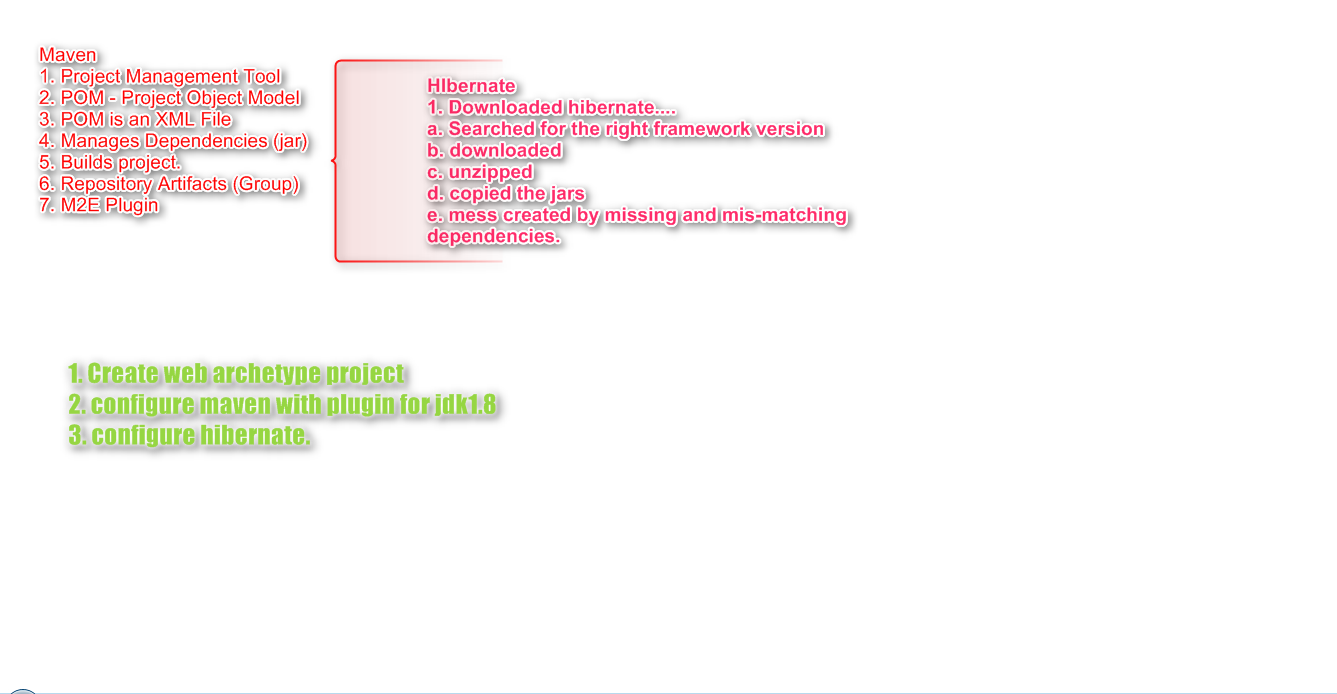 Maven
1. Project Management Tool
2. POM - Project Object Model
3. POM is an XML File
4. Manages Dependencies (jar)
5. Builds project.
6. Repository Artifacts (Group)
7. M2E Plugin
HIbernate
1. Downloaded hibernate....
a. Searched for the right framework version
b. downloaded
c. unzipped
d. copied the jars
e. mess created by missing and mis-matching
dependencies.
1. Create web archetype project
2. configure maven with plugin for jdk1.8
3. configure hibernate.